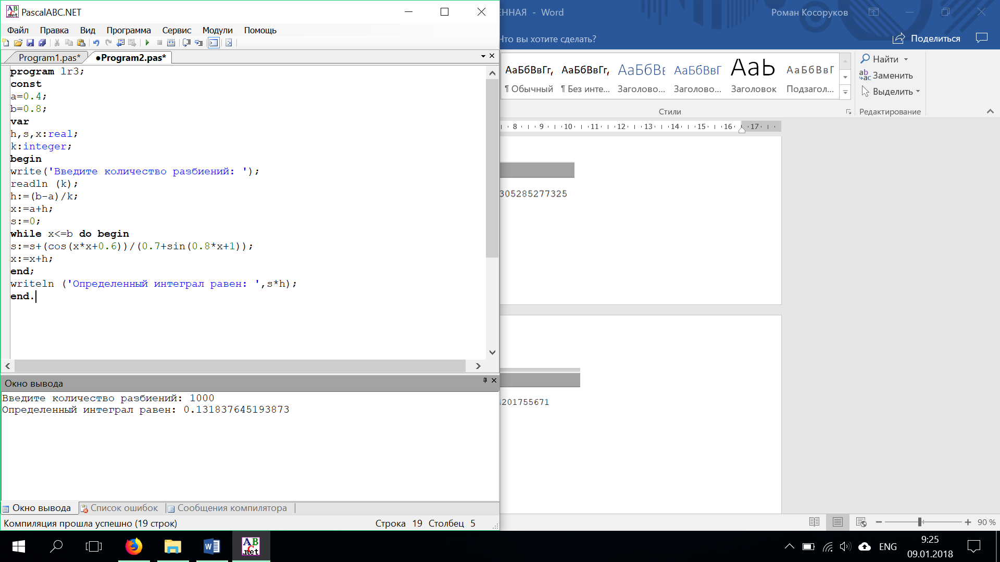 PascalABC.NET
Файл Правка Вид Программа Сервис Модули Помощь
Program1.pas* ●Program2.pas*
program lr3;
const
a=0.4;
b=0.8;
var
h,s,x:real;
k:integer;
begin
write('Введите количество разбиений: ');
readln (k);
h:=(b-a)/k;
x:=a+h;
s:=0;
while x<=b do begin
s:=s+(cos(x*x+0.6))/(0.7+sin(0.8*x+1));
x:=x+h;
end;
writeln ('Определенный интеграл равен: ',s*h);
end.
Окно вывода
Введите количество разбиений: 1000
Определенный интеграл равен: 0.131837645193873
Окно вывода Список ошибок Сообщения компилятора
Компиляция прошла успешно (19 строк) Строка 19 Столбец 5
ЕННАЯ - Word Роман Косоруков
Что вы хотите сделать? Поделиться
АаБбВвГг, АаБбВвГг, АаБбВв АаБбВвГ АаЬ АаБбВвГ
¶ Обычный ¶ Без инте... Заголово... Заголово... Заголовок Подзагол...
Стили
Найти
Заменить
Выделить
Редактирование
8 9 10 11 12 13 14 15 16 17
305285277325
4201755671
90 %
ENG
9:25
09.01.2018